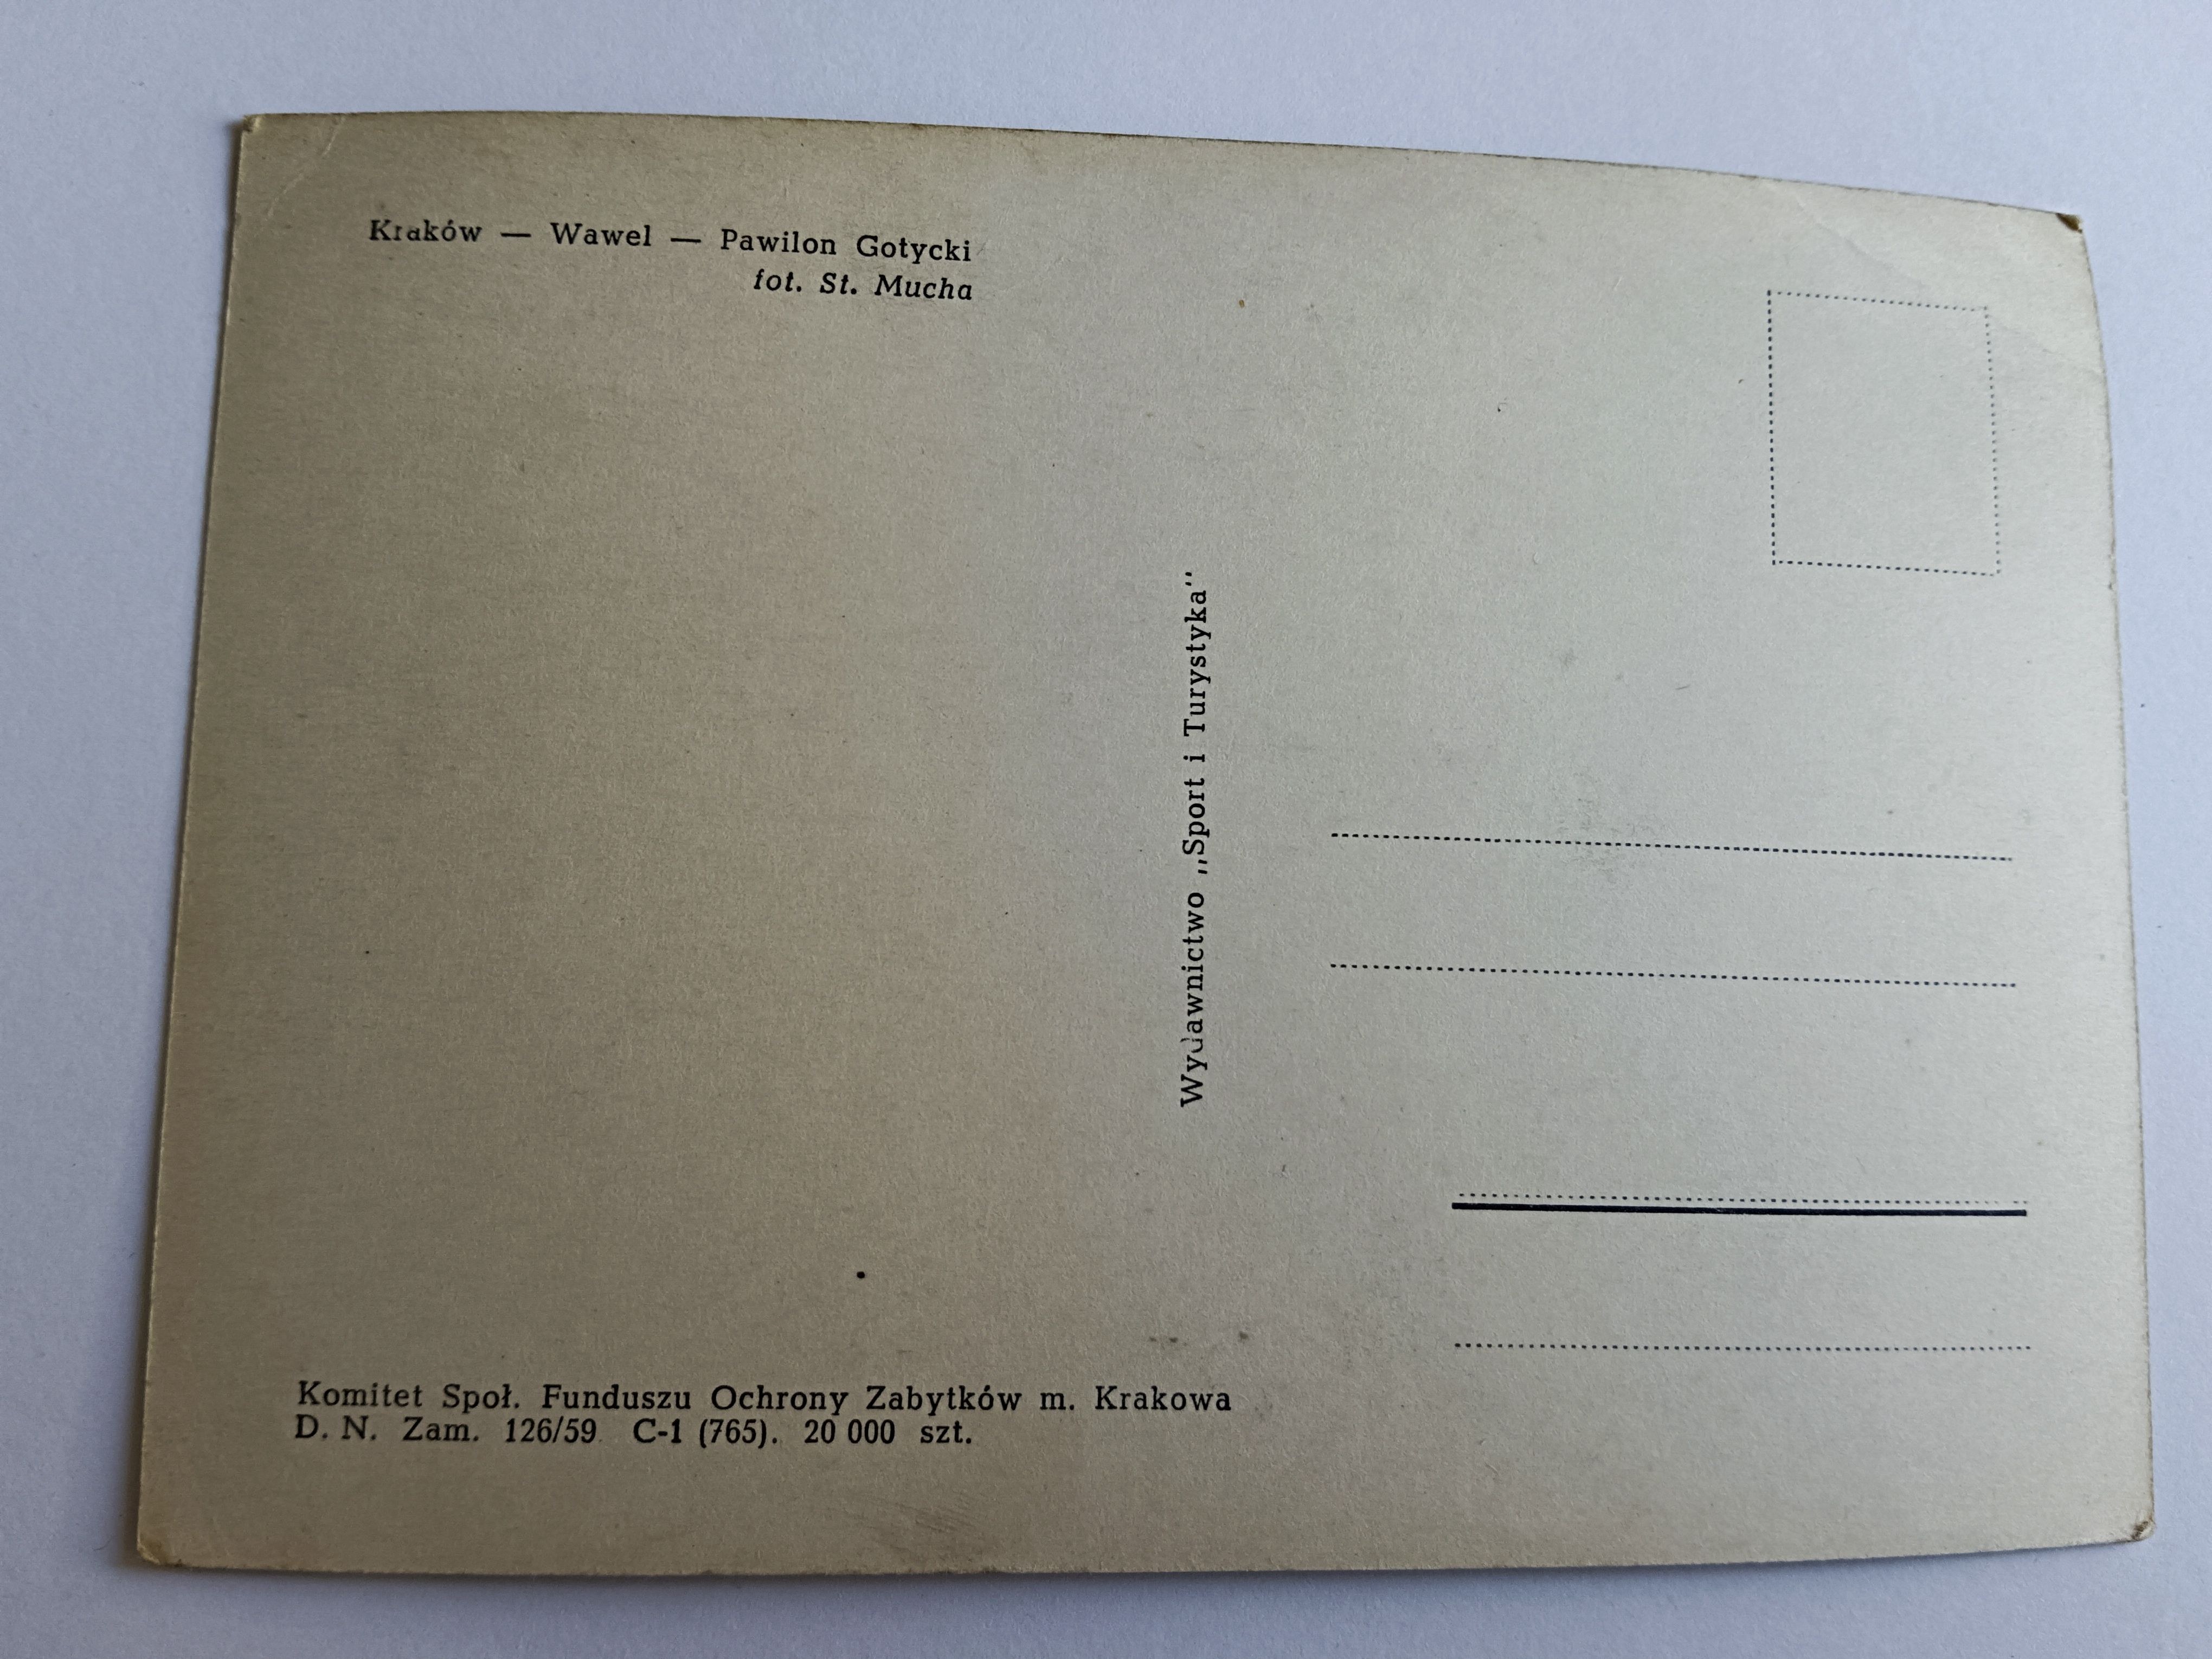 Kraków — Wawel — Pawilon Gotycki
fot. St. Mucha
Wydawnictwo „Sport i Turystyka"
Komitet Społ. Funduszu Ochrony Zabytków m. Krakowa
D. N. Zam. 126/59. C-1 (765). 20 000 szt.